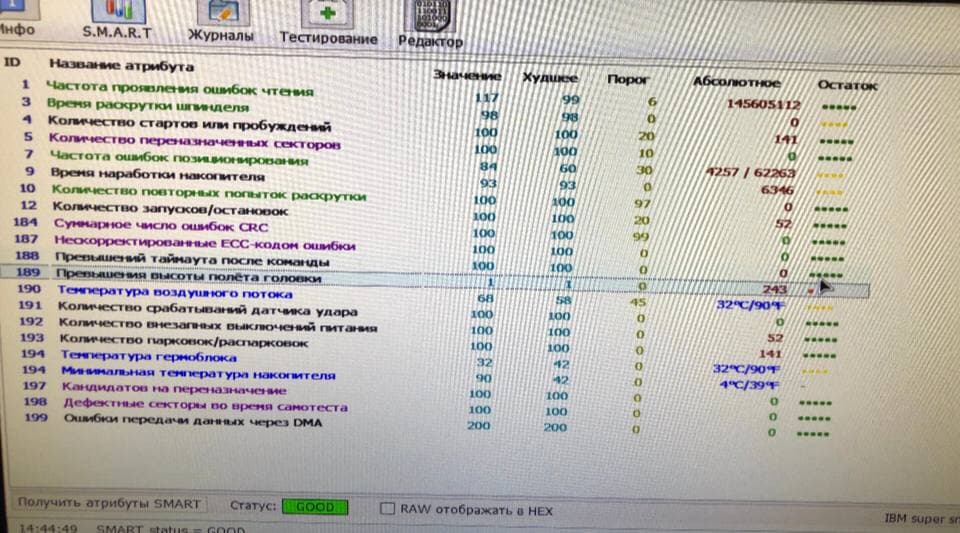 Инфо S.M.A.R.T Журналы Тестирование Редактор
ID Название атрибута Значение Худшее Порог Абсолютное Остаток
1 Частота проявления ошибок чтения 117 99 6 145605112
3 Время раскрутки шпинделя 98 98 0 0
4 Количество стартов или пробуждений 100 100 20 141
5 Количество переназначенных секторов 100 100 10 0
7 Частота ошибок позиционирования 84 60 30 4257 / 62263
9 Время наработки накопителя 93 93 0 6346
10 Количество повторных попыток раскрутки 100 100 97 0
12 Количество запусков/остановок 100 100 20 52
184 Суммарное число ошибок CRC 100 100 99 0
187 Нескорректированные ECC-кодом ошибки 100 100 0 0
188 Превышений таймаута после команды 100 100 0 0
189 Превышения высоты полёта головки 1 1 0 243
190 Температура воздушного потока 68 58 45 32ºC/90ºF
191 Количество срабатываний датчика удара 100 100 0 0
192 Количество внезапных выключений питания 100 100 0 52
193 Количество парковок/распарковок 100 100 0 141
194 Температура гермоблока 32 42 0 32ºC/90ºF
194 Минимальная температура накопителя 90 42 0 4ºC/39ºF -
197 Кандидатов на переназначение 100 100 0 0
198 Дефектные секторы во время самотеста 100 100 0 0
199 Ошибки передачи данных через DMA 200 200 0 0
Получить атрибуты SMART Статус: GOOD RAW отображать в HEX
IBM super
14:44:49 SMART status = GOOD